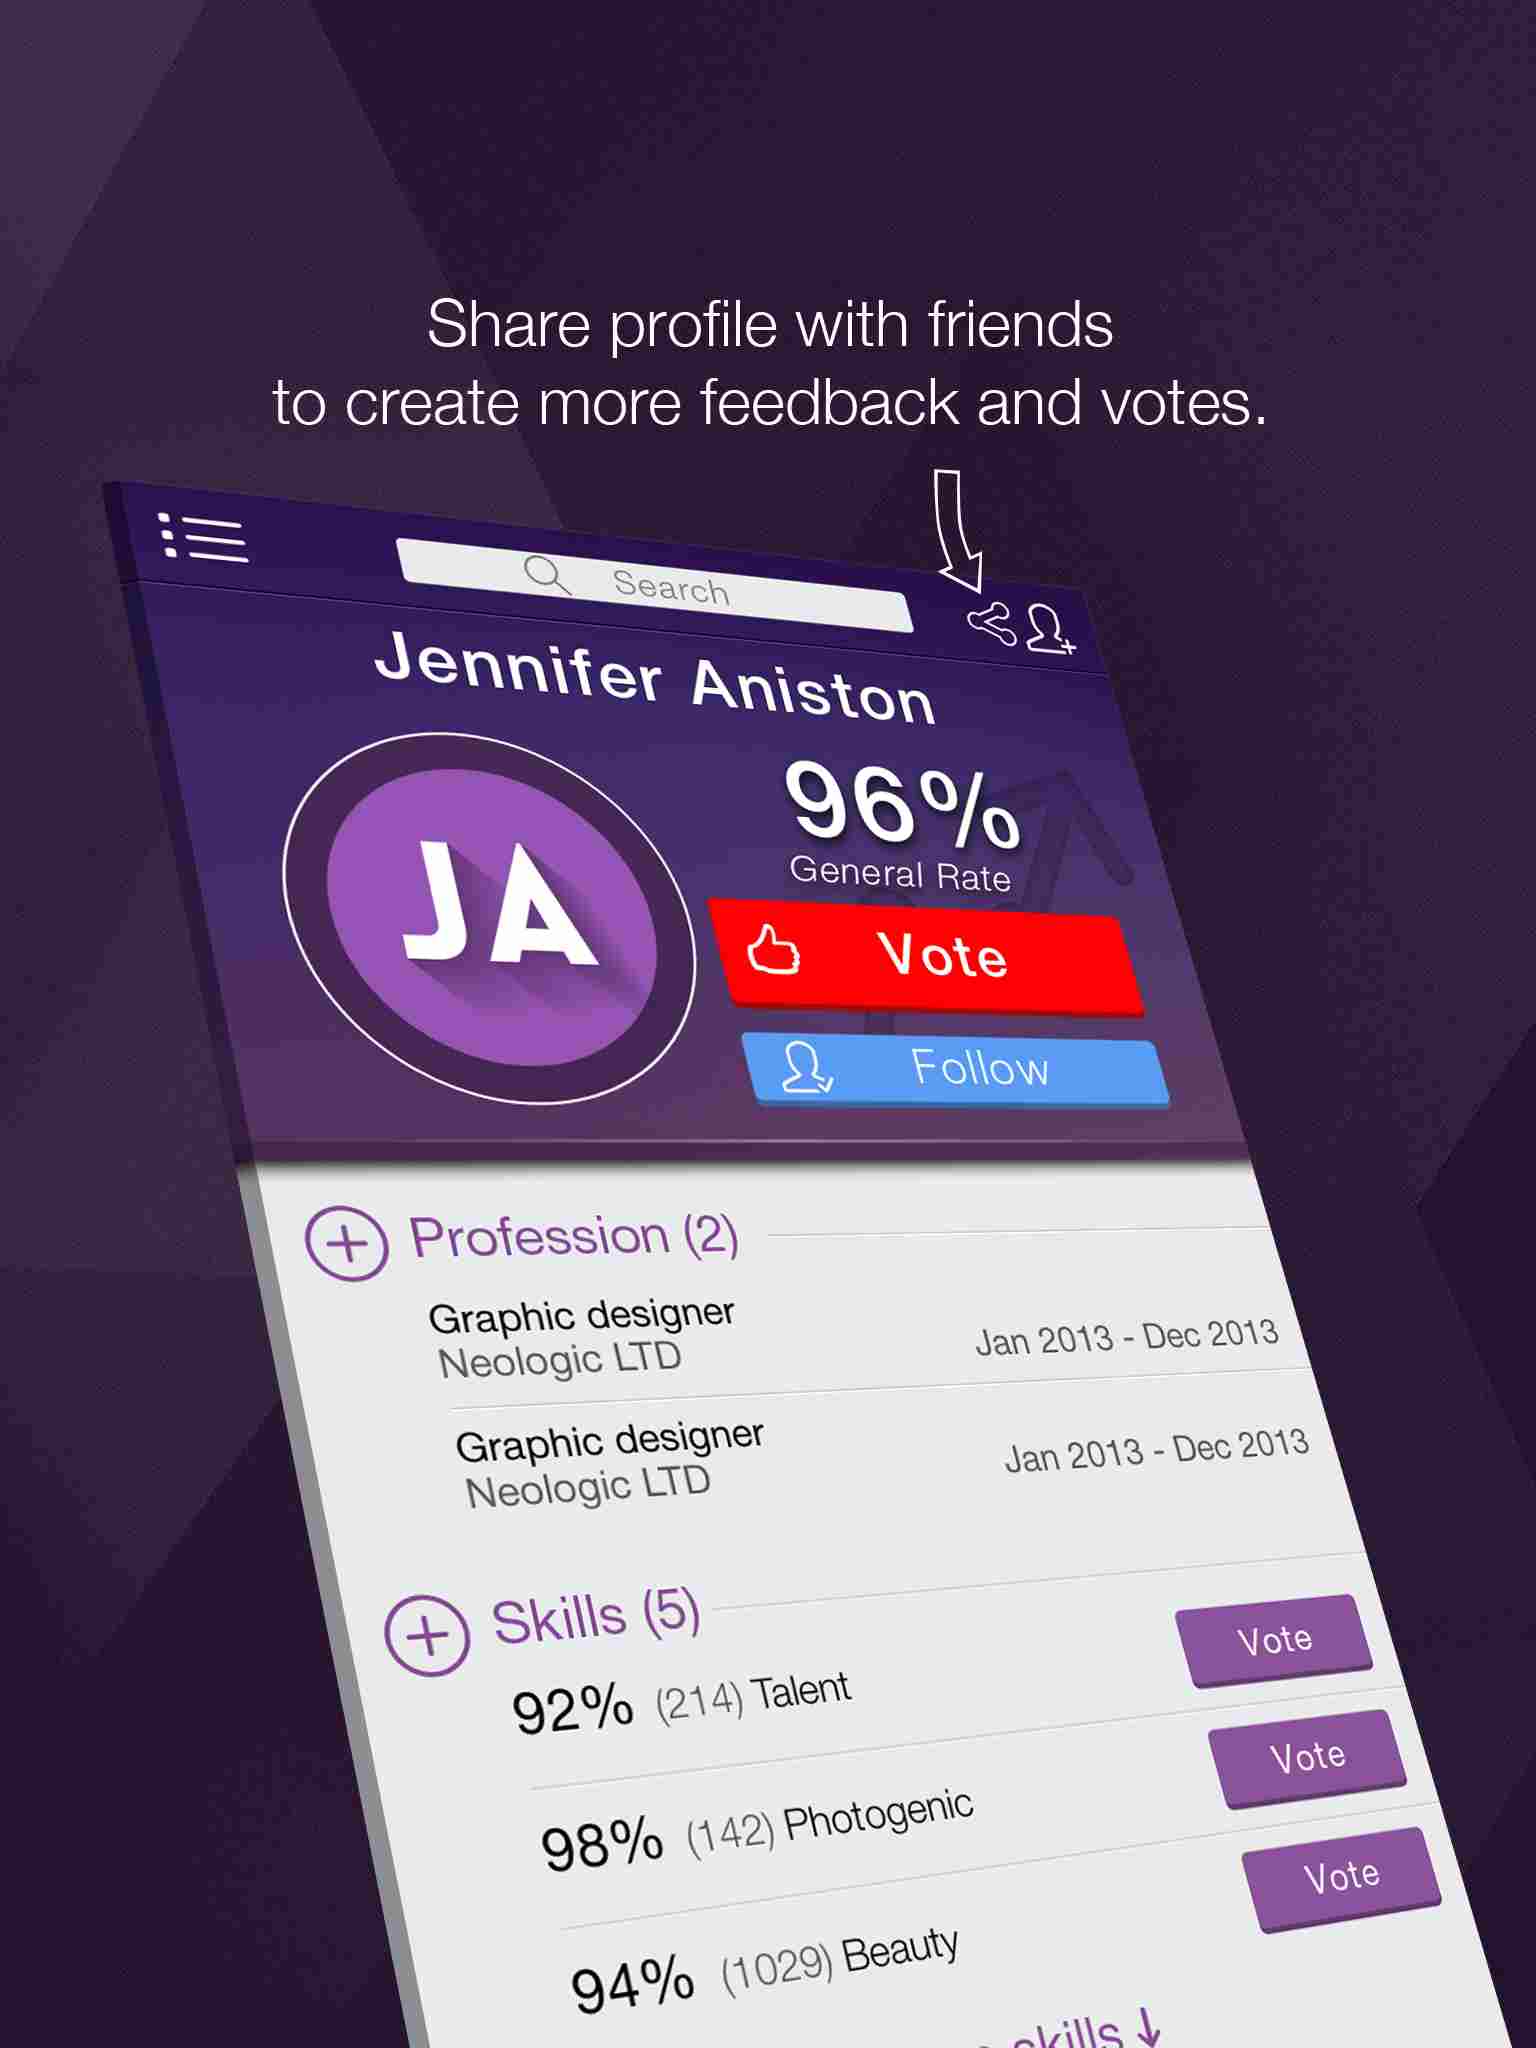 Share profile with friends
to create more feedback and votes.
Search
Jennifer Aniston
JA
96%
General Rate
Vote
Follow
Profession (2)
Graphic designer
Neologic LTD
Jan 2013 - Dec 2013
Graphic designer
Neologic LTD
Jan 2013 - Dec 2013
Skills (5)
92% (214) Talent
Vote
98% (142) Photogenic
Vote
94% (1029) Beauty
Vote
skills